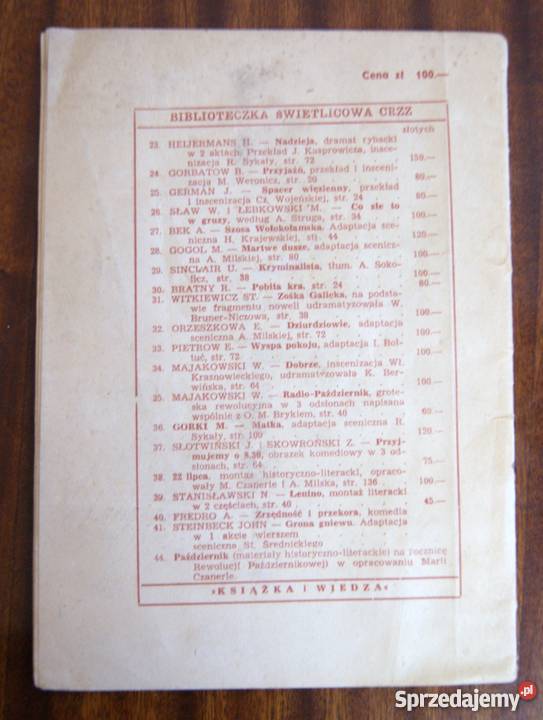 Cena zł 100.—
BIBLIOTECZKA ŚWIETLICOWA CRZZ
złotych
23. HEIJERMANS H. — Nadzieja, dramat rybacki
w 2 aktach. Przekład J. Kasprowicza, insce-
nizacja R. Sykały, str. 72 150.—
24. GORBATOW B. — Przyjaźń, przekład i insceni-
zacja M. Weronicz, str. 20 80.—
25. GERMAN J. — Spacer więzienny, przekład
i inscenizacja Cz. Wojeńskiej, str. 24 80.—
26. SŁAW W. i ŁEBKOWSKI M. — Co złe to
w gruzy, według A. Struga, str. 34 100.—
27. BEK A. — Szosa Wołokołamska. Adaptacja sce-
niczna H. Krajewskiej, str. 44 120.—
28. GOGOL M. — Martwe dusze, adaptacja scenicz-
na A. Milskiej, str. 80 100.—
29. SINCLAIR U. — Kryminalista, tłum. A. Soko-
licz, str. 38 100.—
30. BRATNY R. — Pobita kra, str. 24 80.—
31. WITKIEWICZ ST. — Zośka Galicka, na podsta-
wie fragmentu noweli udramatyzowała W.
Bruner-Niczowa, str. 38 100.—
32. ORZESZKOWA E. — Dziurdziowie, adaptacja
sceniczna A. Milskiej, str. 72 100.—
33. PIETROW E. — Wyspa pokoju, adaptacja I. Boł-
tuć, str. 72 100.—
34. MAJAKOWSKI W. — Dobrze, inscenizacja Wł.
Krasnowieckiego, udramatyzowała K. Ber-
wińska, str. 64 100.—
35. MAJAKOWSKI W. — Radio-Październik, grote-
ska rewolucyjna w 3 odsłonach napisana
wspólnie z O. M. Brykiem, str. 40 60.—
36. GORKI M. — Matka, adaptacja sceniczna R.
Sykały, str. 100 120.—
37. SŁOTWIŃSKI J. i SKOWROŃSKI Z. — Przyj-
mujemy o 8.30, obrazek komediowy w 3 od-
słonach, str. 64 75.—
38. 22 lipca, montaż historyczno-literacki, opraco-
wały M. Czanerle i A. Milska, str. 136 100.—
39. STANISŁAWSKI N. — Lenino, montaż literacki
w 2 częściach, str. 40 45.—
40. FREDRO A. — Zrzędność i przekora, komedia
41. STEINBECK JOHN — Grona gniewu. Adaptacja
w 1 akcie wierszem
sceniczna St. Średnickiego
44. Październik (materiały historyczno-literackie) na rocznicę
Rewolucji Październikowej) w opracowaniu Marii
Czanerle.
»KSIĄŻKA I WIEDZA«
Sprzedajemy.pl